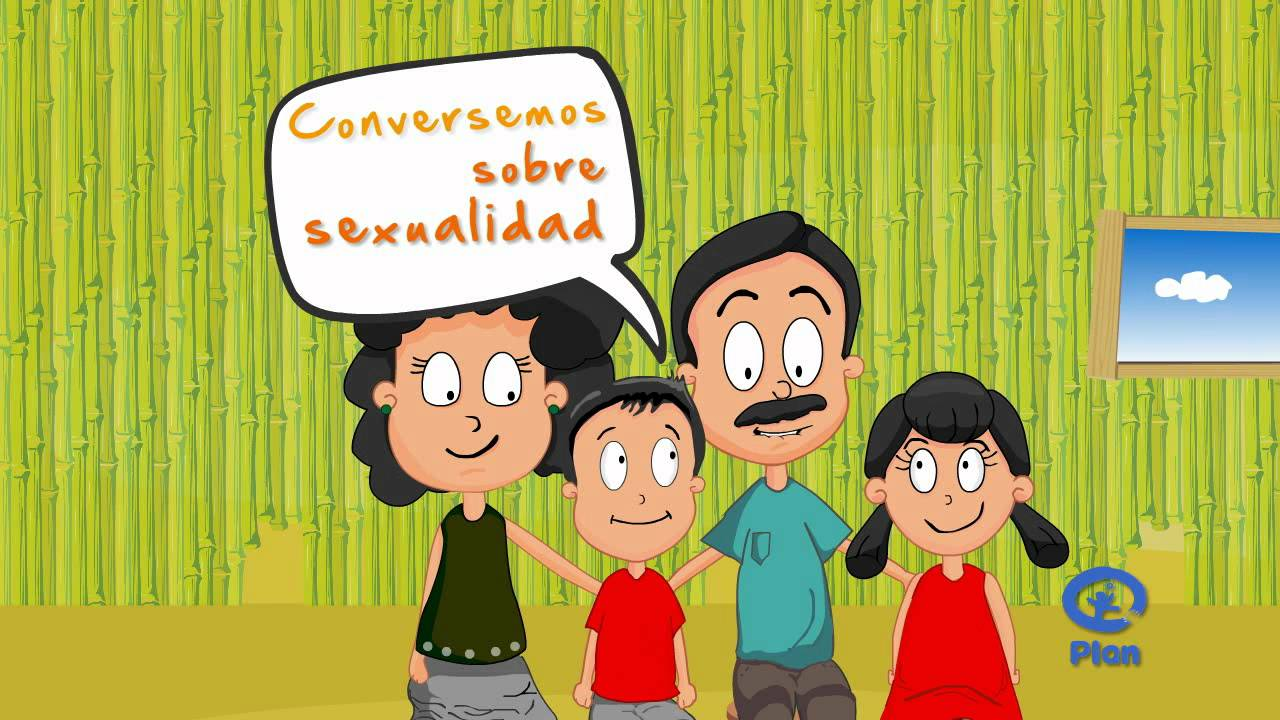 Conversemos
sobre
sexualidad
Plan